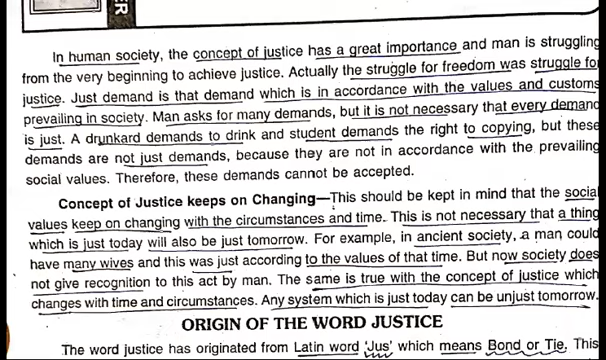 ER
In human society, the concept of justice has a great importance and man is struggling
from the very beginning to achieve justice. Actually the struggle for freedom was struggle for
justice. Just demand is that demand which is in accordance with the values and customs
prevailing in society. Man asks for many demands, but it is not necessary that every demand
is just. A drunkard demands to drink and student demands the right to copying, but these
demands are not just demands, because they are not in accordance with the prevailing
social values. Therefore, these demands cannot be accepted.
Concept of Justice keeps on Changing—This should be kept in mind that the social
values keep on changing with the circumstances and time. This is not necessary that a thing
which is just today will also be just tomorrow. For example, in ancient society, a man could
have many wives and this was just according to the values of that time. But now society does
not give recognition to this act by man. The same is true with the concept of justice which
changes with time and circumstances. Any system which is just today can be unjust tomorrow.
ORIGIN OF THE WORD JUSTICE
The word justice has originated from Latin word 'Jus' which means Bond or Tie. This